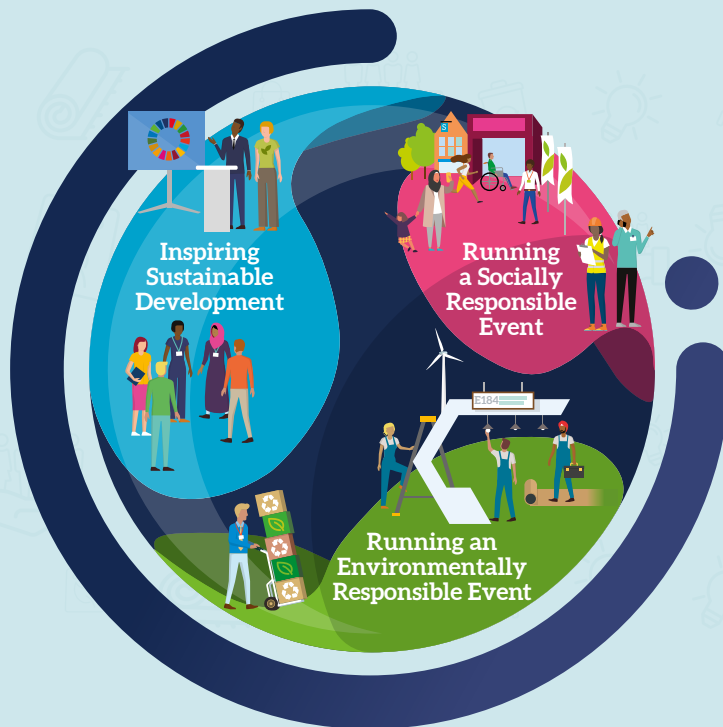 Inspiring
Sustainable
Development
S
Running
a Socially
Responsible
Event
E184
Running an
Environmentally
Responsible Event